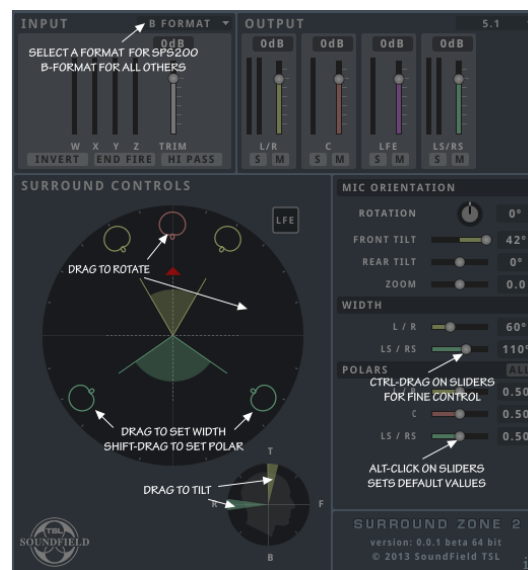 INPUT
B FORMAT
SELECT A FORMAT FOR SPS200
B-FORMAT FOR ALL OTHERS
0dB
W X Y Z TRIM
INVERT END FIRE HI PASS
OUTPUT
5.1
0dB 0dB 0dB 0dB
L/R C LFE LS/RS
S M S M S M S M
SURROUND CONTROLS
LFE
DRAG TO ROTATE
DRAG TO SET WIDTH
SHIFT-DRAG TO SET POLAR
DRAG TO TILT
T
R F
B
TSL
SOUNDFIELD
MIC ORIENTATION
ROTATION 0°
FRONT TILT 42°
REAR TILT 0°
ZOOM 0.0
WIDTH
L / R 60°
LS / RS 110°
POLARS ALL
L / R 0.50
CTRL-DRAG ON SLIDERS
FOR FINE CONTROL
C 0.50
LS / RS 0.50
ALT-CLICK ON SLIDERS
SETS DEFAULT VALUES
SURROUND ZONE 2
version: 0.0.1 beta 64 bit
© 2013 SoundField TSL